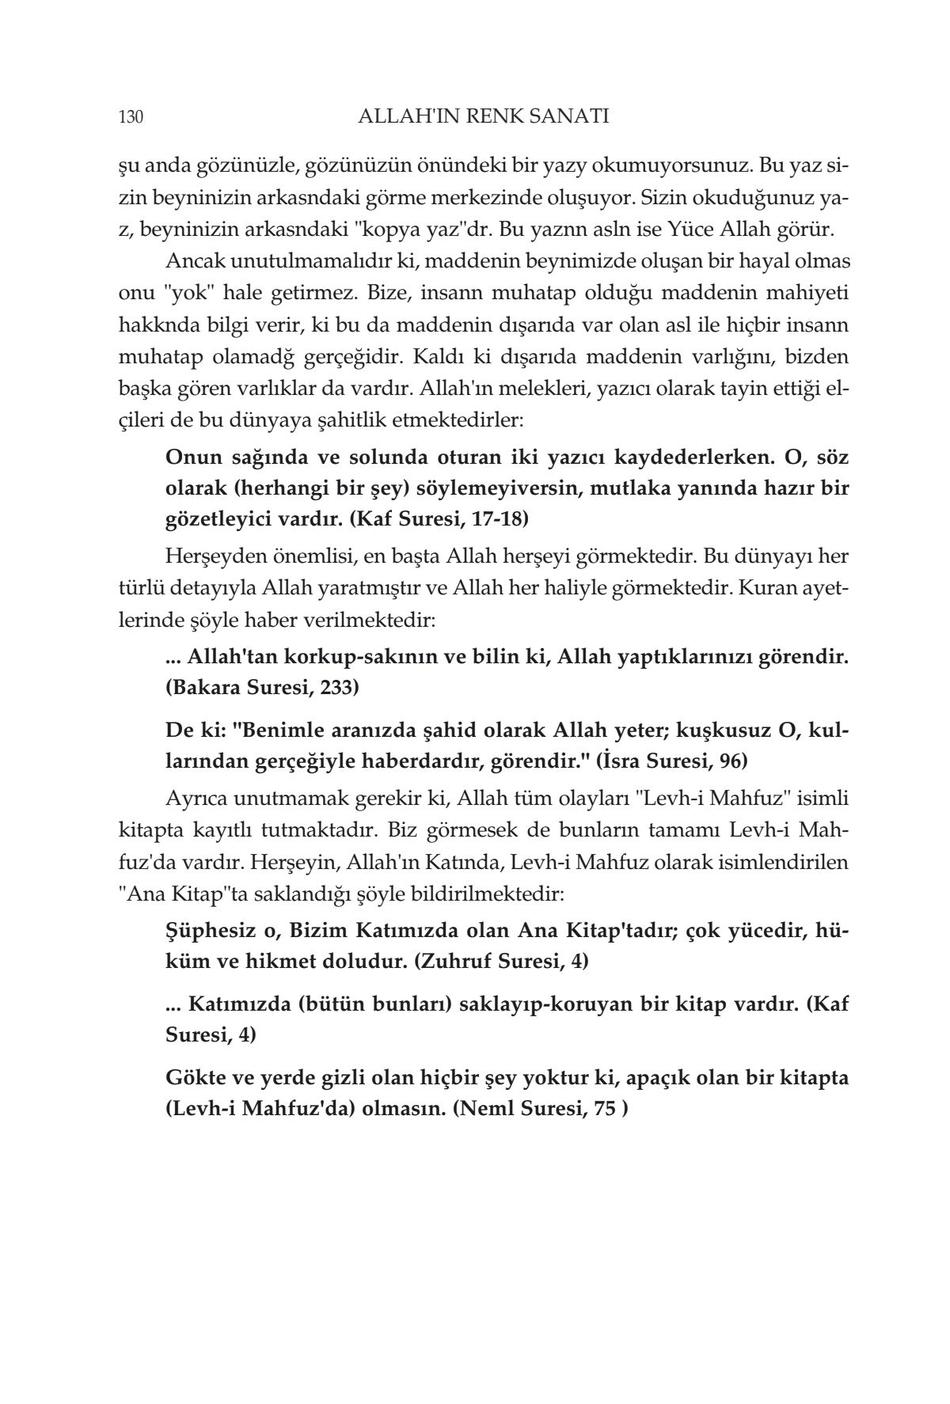 130 ALLAH'IN RENK SANATI
şu anda gözünüzle, gözünüzün önündeki bir yazy okumuyorsunuz. Bu yaz si-
zin beyninizin arkasndaki görme merkezinde oluşuyor. Sizin okuduğunuz ya-
z, beyninizin arkasndaki "kopya yaz"dr. Bu yaznn asln ise Yüce Allah görür.
Ancak unutulmamalıdır ki, maddenin beynimizde oluşan bir hayal olmas
onu "yok" hale getirmez. Bize, insann muhatap olduğu maddenin mahiyeti
hakknda bilgi verir, ki bu da maddenin dışarıda var olan asl ile hiçbir insann
muhatap olamadğ gerçeğidir. Kaldı ki dışarıda maddenin varlığını, bizden
başka gören varlıklar da vardır. Allah'ın melekleri, yazıcı olarak tayin ettiği el-
çileri de bu dünyaya şahitlik etmektedirler:
Onun sağında ve solunda oturan iki yazıcı kaydederlerken. O, söz
olarak (herhangi bir şey) söylemeyiversin, mutlaka yanında hazır bir
gözetleyici vardır. (Kaf Suresi, 17-18)
Herşeyden önemlisi, en başta Allah herşeyi görmektedir. Bu dünyayı her
türlü detayıyla Allah yaratmıştır ve Allah her haliyle görmektedir. Kuran ayet-
lerinde şöyle haber verilmektedir:
... Allah'tan korkup-sakının ve bilin ki, Allah yaptıklarınızı görendir.
(Bakara Suresi, 233)
De ki: "Benimle aranızda şahid olarak Allah yeter; kuşkusuz O, kul-
larından gerçeğiyle haberdardır, görendir." (İsra Suresi, 96)
Ayrıca unutmamak gerekir ki, Allah tüm olayları "Levh-i Mahfuz" isimli
kitapta kayıtlı tutmaktadır. Biz görmesek de bunların tamamı Levh-i Mah-
fuz'da vardır. Herşeyin, Allah'ın Katında, Levh-i Mahfuz olarak isimlendirilen
"Ana Kitap"ta saklandığı şöyle bildirilmektedir:
Şüphesiz o, Bizim Katımızda olan Ana Kitap'tadır; çok yücedir, hü-
küm ve hikmet doludur. (Zuhruf Suresi, 4)
... Katımızda (bütün bunları) saklayıp-koruyan bir kitap vardır. (Kaf
Suresi, 4)
Gökte ve yerde gizli olan hiçbir şey yoktur ki, apaçık olan bir kitapta
(Levh-i Mahfuz'da) olmasın. (Neml Suresi, 75 )